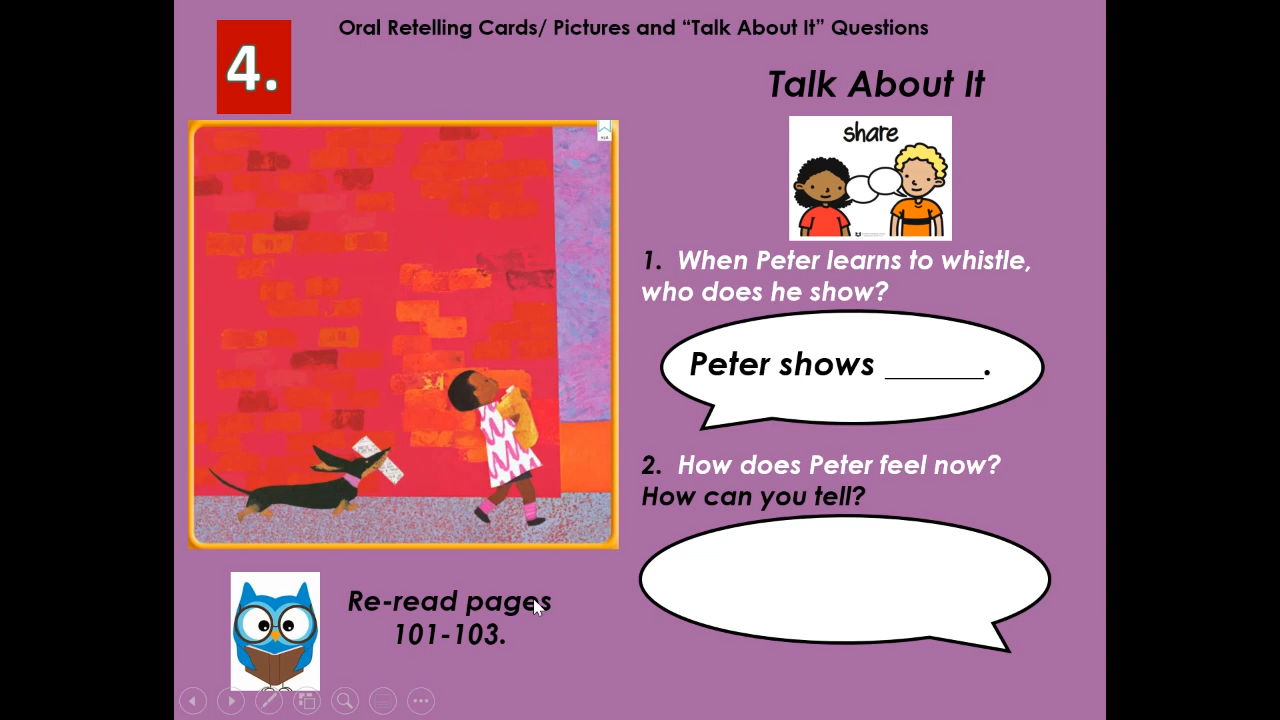 Oral Retelling Cards/ Pictures and “Talk About It” Questions
4.
Talk About It
share
1. When Peter learns to whistle,
who does he show?
Peter shows ______.
2. How does Peter feel now?
How can you tell?
Re-read pages
101-103.